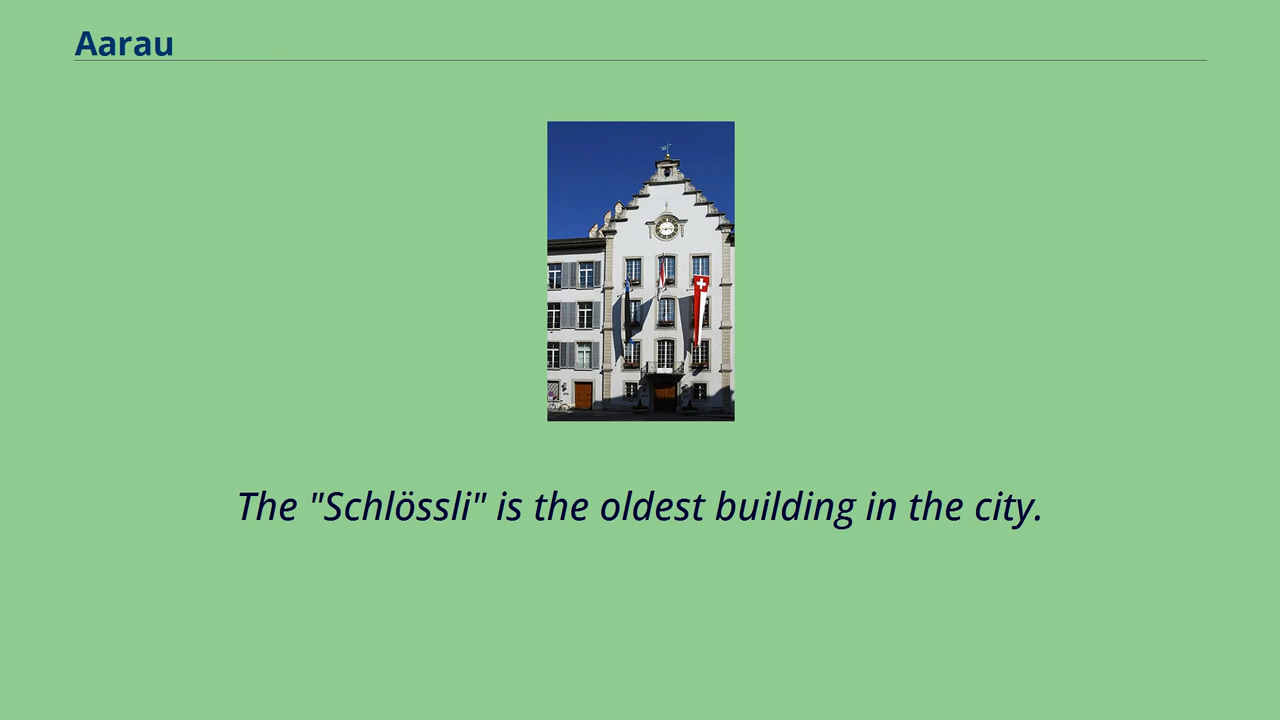 Aarau
The "Schlössli" is the oldest building in the city.